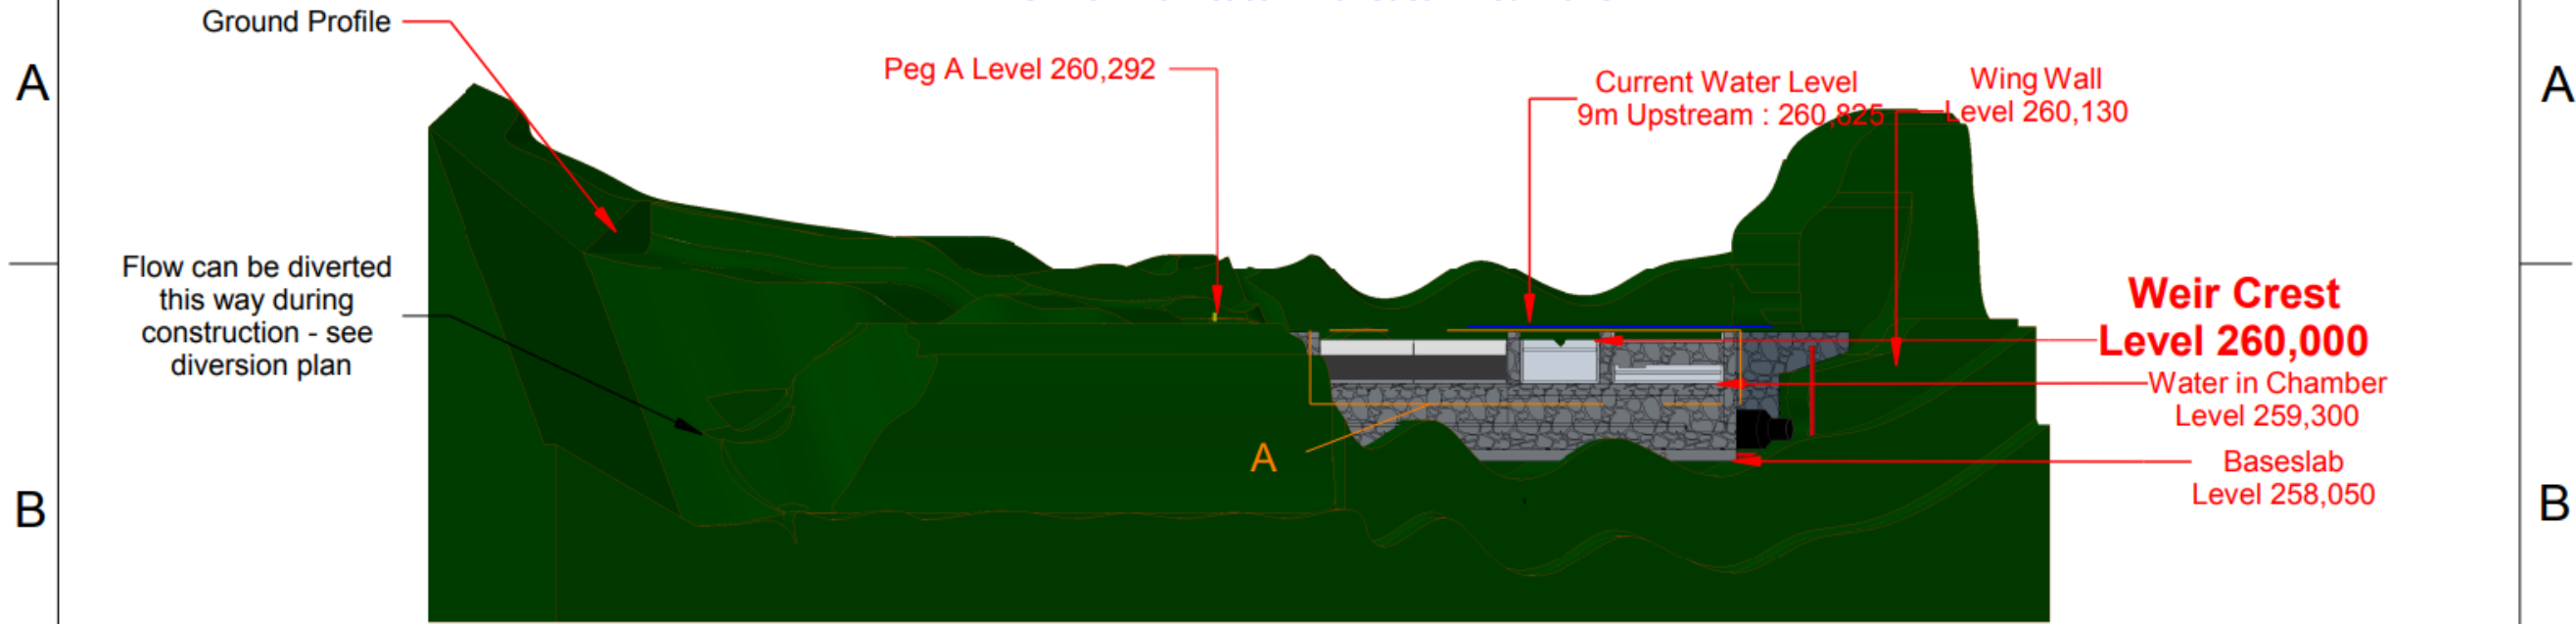 Ground Profile
A
Peg A Level 260,292
Current Water Level
9m Upstream : 260,825
Wing Wall
Level 260,130
A
Flow can be diverted
this way during
construction - see
diversion plan
Weir Crest
Level 260,000
Water in Chamber
Level 259,300
A
Baseslab
Level 258,050
B
B